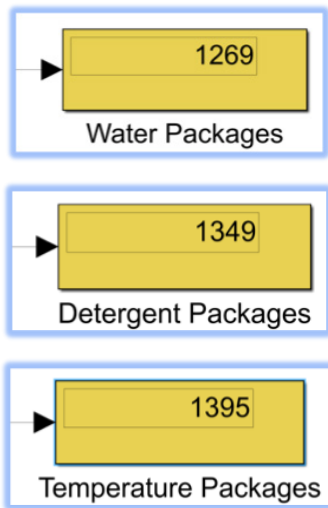 1269
Water Packages
1349
Detergent Packages
1395
Temperature Packages